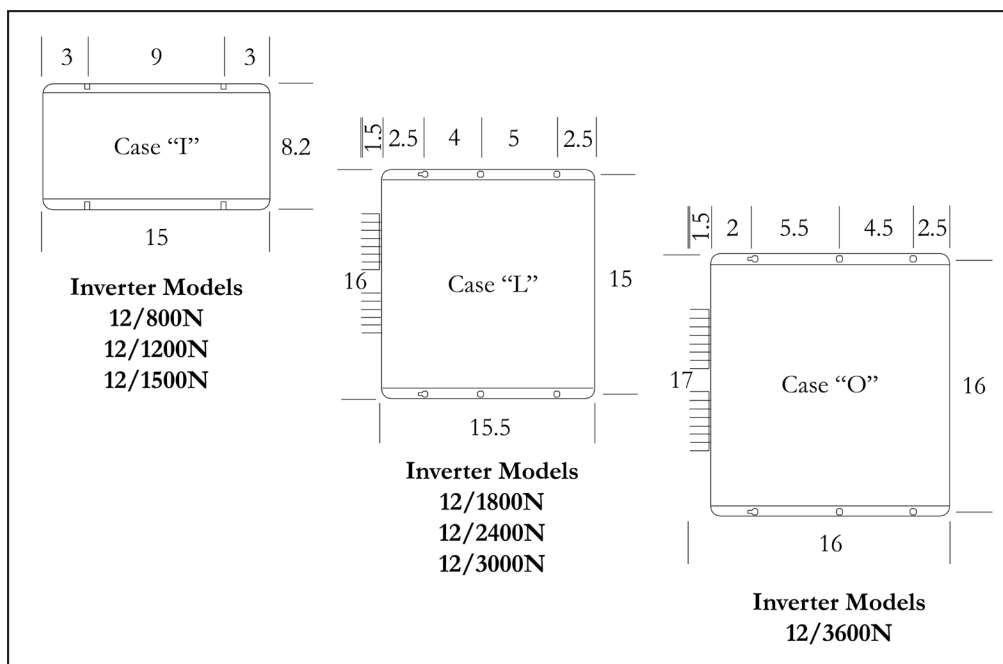 3 9 3
Case “I”
8.2
15
Inverter Models
12/800N
12/1200N
12/1500N
1.5 2.5 4 5 2.5
16
Case “L”
15
15.5
Inverter Models
12/1800N
12/2400N
12/3000N
1.5 2 5.5 4.5 2.5
17
Case “O”
16
16
Inverter Models
12/3600N